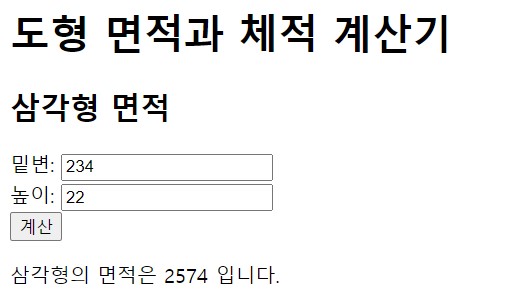 도형 면적과 체적 계산기
삼각형 면적
밑변: 234
높이: 22
계산
삼각형의 면적은 2574 입니다.